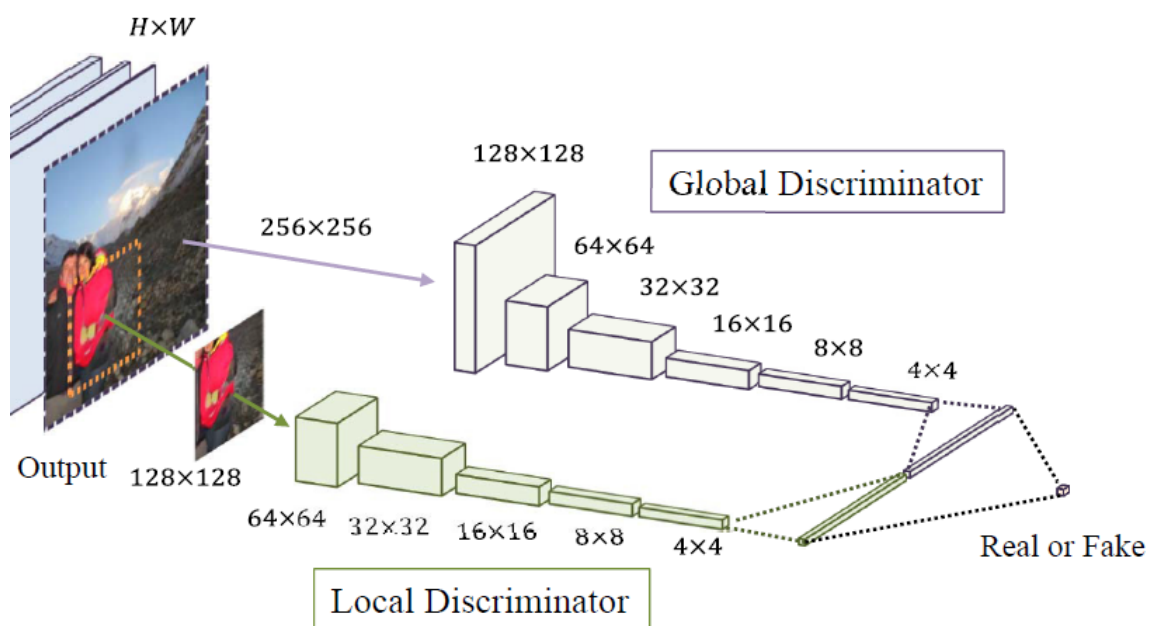 H×W
128×128
Global Discriminator
256×256
64×64
32×32
16×16
8×8
4×4
Output
128×128
64×64
32×32
16×16
8×8
4×4
Real or Fake
Local Discriminator